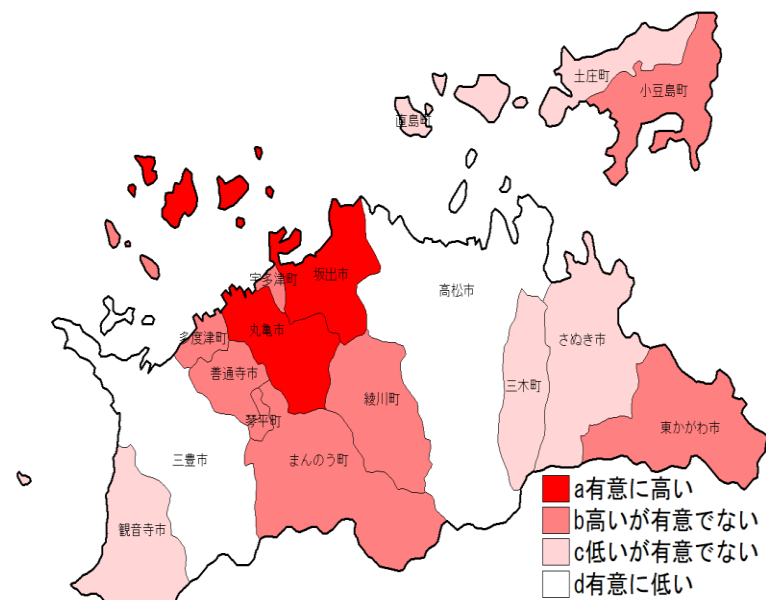 土庄町
小豆島町
直島町
宇多津町
坂出市
高松市
丸亀市
多度津町
さぬき市
善通寺市
三木町
綾川町
琴平町
東かがわ市
まんのう町
三豊市
観音寺市
a有意に高い
b高いが有意でない
c低いが有意でない
d有意に低い